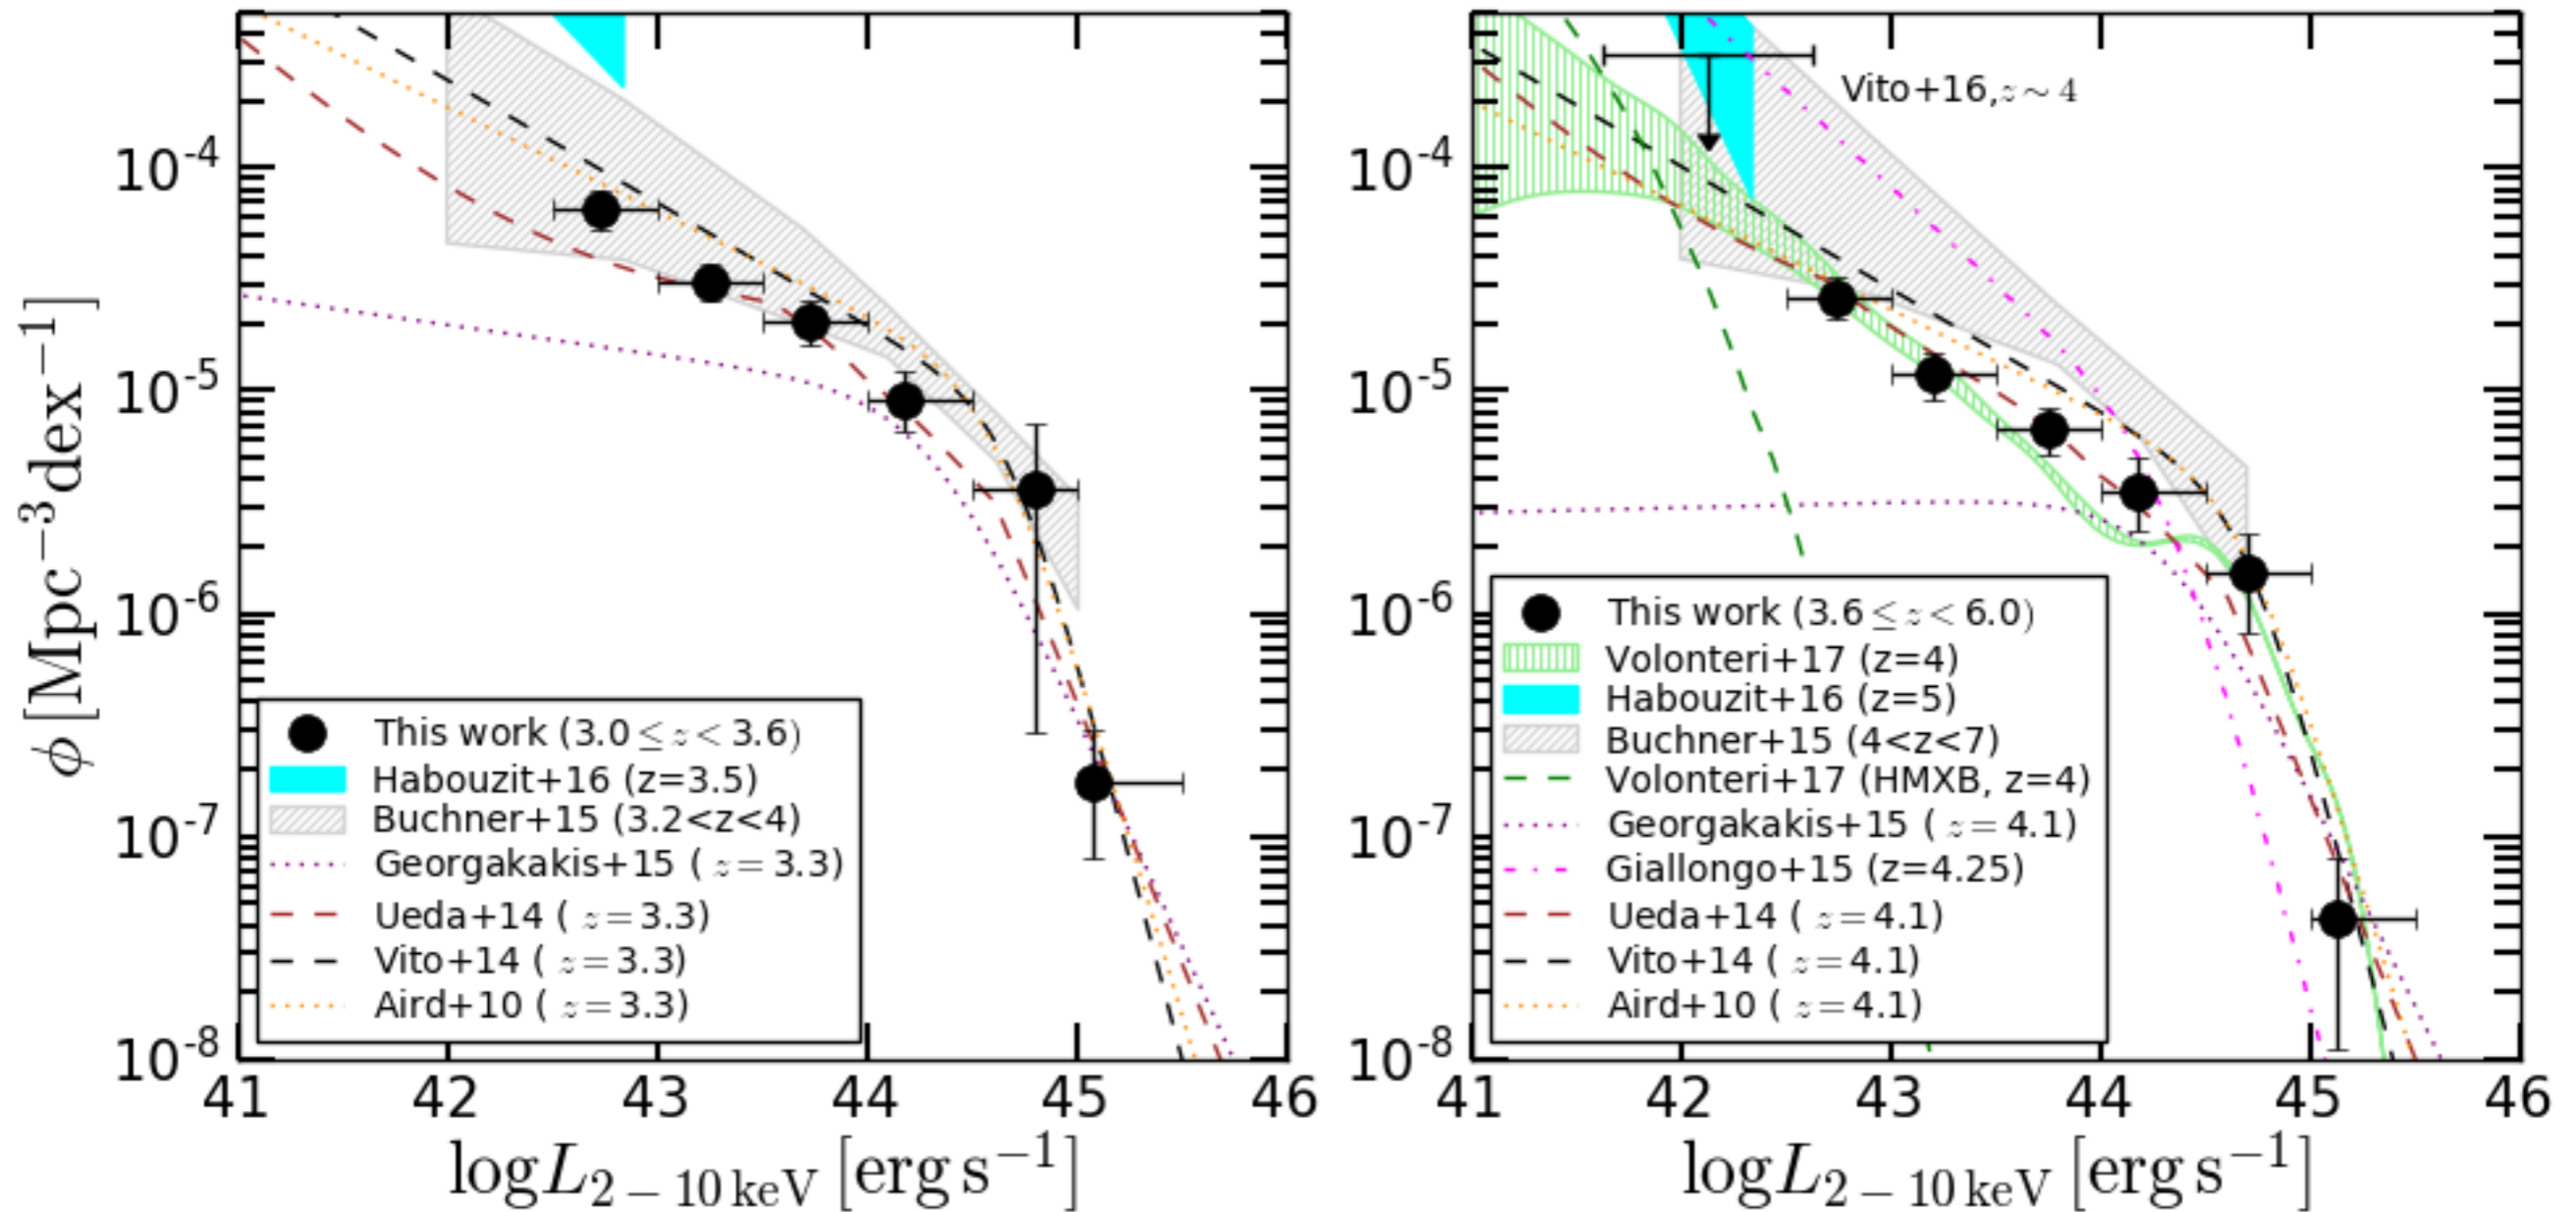 ϕ [Mpc⁻³dex⁻¹]
10⁻⁴
10⁻⁵
10⁻⁶
10⁻⁷
10⁻⁸
This work (3.0 ≤ z < 3.6)
Habouzit+16 (z=3.5)
Buchner+15 (3.2<z<4)
Georgakakis+15 ( z=3.3)
Ueda+14 ( z=3.3)
Vito+14 ( z=3.3)
Aird+10 ( z=3.3)
41 42 43 44 45 46
logL₂₋₁₀ keV [erg s⁻¹]
Vito+16,z∼4
10⁻⁴
10⁻⁵
10⁻⁶
10⁻⁷
10⁻⁸
This work (3.6 ≤ z < 6.0)
Volonteri+17 (z=4)
Habouzit+16 (z=5)
Buchner+15 (4<z<7)
Volonteri+17 (HMXB, z=4)
Georgakakis+15 ( z=4.1)
Giallongo+15 (z=4.25)
Ueda+14 ( z=4.1)
Vito+14 ( z=4.1)
Aird+10 ( z=4.1)
41 42 43 44 45 46
logL₂₋₁₀ keV [erg s⁻¹]